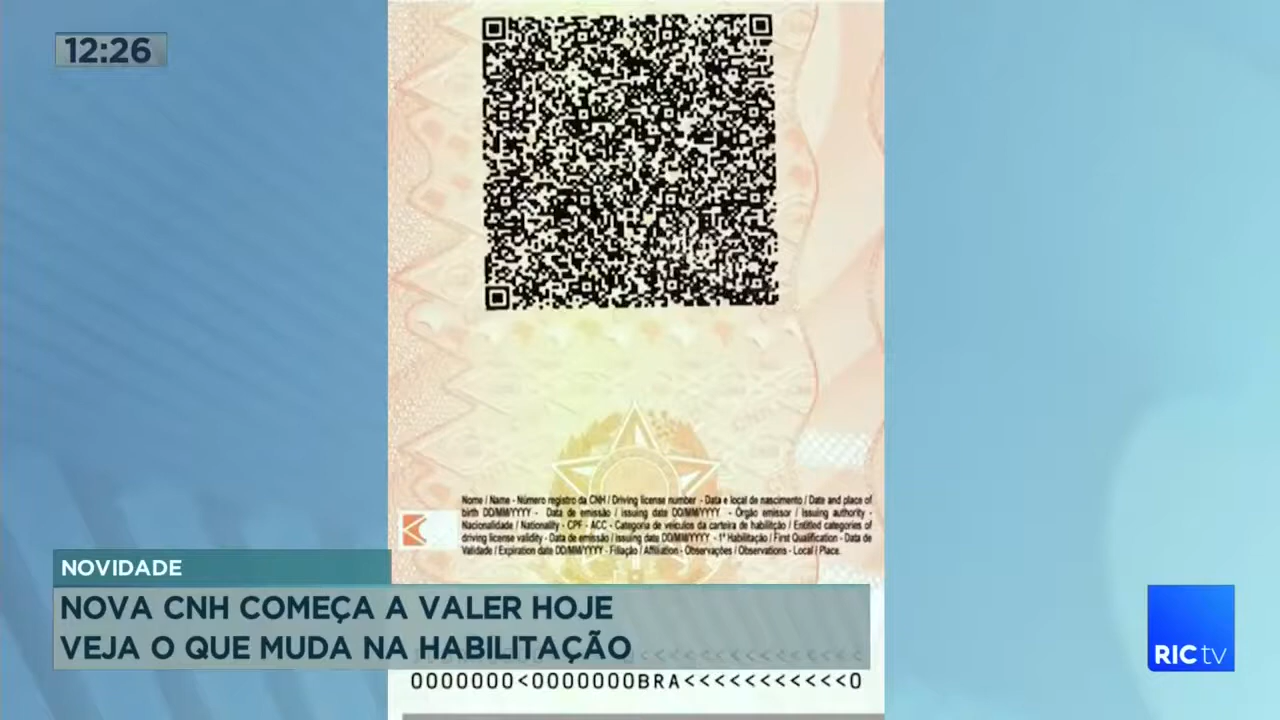 12:26
Nome / Name - Número registro da CNH / Driving license number - Data e local de nascimento / Date and place of
birth DD/MM/YYYY - Data de emissão / issuing date DD/MM/YYYY - Órgão emissor / Issuing authority -
Nacionalidade / Nationality - CPF - ACC - Categoria de veículos da carteira de habilitção / Entitled categories of
driving license validity - Data de emissão / issuing date DD/MM/YYYY - 1ª Habilitação / First Qualification - Data de
Validade / Expiration date DD/MM/YYYY - Filiação / Affiliation - Observações / Observations - Local / Place.
NOVIDADE
NOVA CNH COMEÇA A VALER HOJE
VEJA O QUE MUDA NA HABILITAÇÃO
0000000<0000000BRA<<<<<<<<<<<0
RIC tv